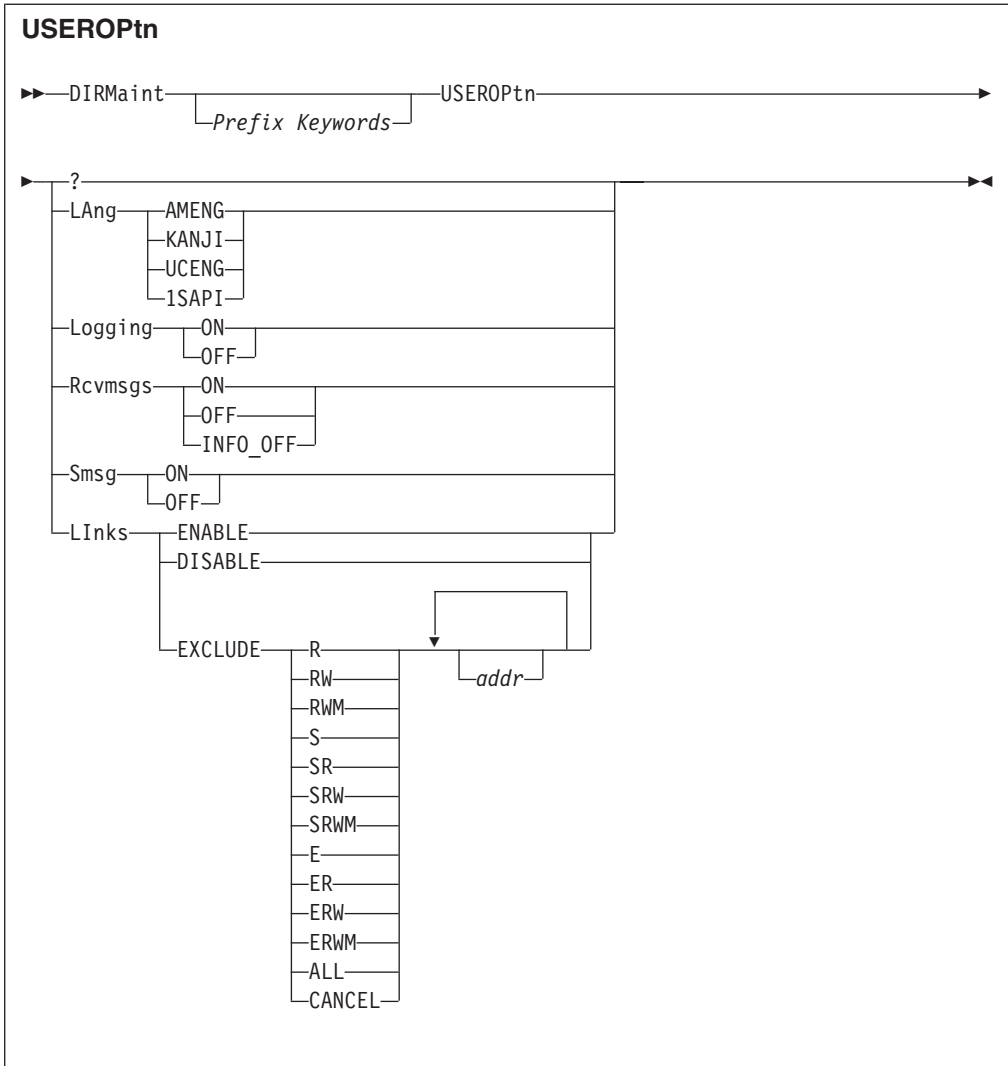 USEROPtn
DIRMaint USEROPtn
Prefix Keywords
?
LAng AMENG
KANJI
UCENG
1SAPI
Logging ON
OFF
Rcvmsgs ON
OFF
INFO_OFF
Smsg ON
OFF
LInks ENABLE
DISABLE
EXCLUDE R
addr
RW
RWM
S
SR
SRW
SRWM
E
ER
ERW
ERWM
ALL
CANCEL